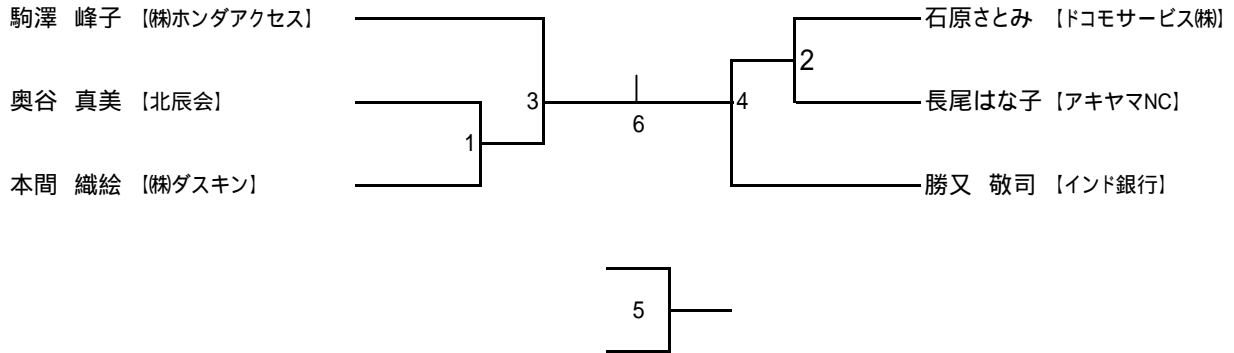 駒澤 峰子 【㈱ホンダアクセス】
奥谷 真美 【北辰会】
本間 織絵 【㈱ダスキン】
1
3
6
4
2
石原さとみ 【ドコモサービス㈱】
長尾はな子 【アキヤマNC】
勝又 敬司 【インド銀行】
5